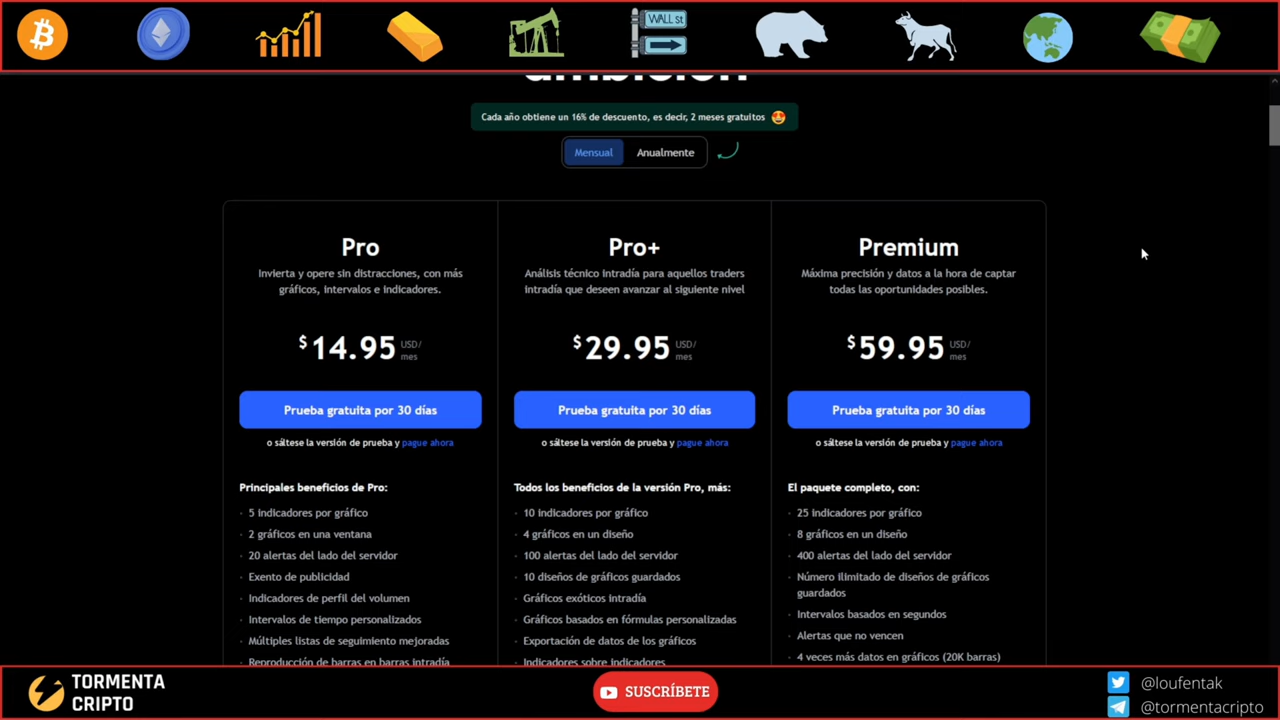 WALL St
ambición
Cada año obtiene un 16% de descuento, es decir, 2 meses gratuitos
Mensual
Anualmente
Pro
Invierta y opere sin distracciones, con más
gráficos, intervalos e indicadores.
$14.95 USD/
mes
Prueba gratuita por 30 días
o sáltese la versión de prueba y pague ahora
Principales beneficios de Pro:
· 5 indicadores por gráfico
· 2 gráficos en una ventana
· 20 alertas del lado del servidor
· Exento de publicidad
· Indicadores de perfil del volumen
· Intervalos de tiempo personalizados
· Múltiples listas de seguimiento mejoradas
· Reproducción de barras en barras intradía
Pro+
Análisis técnico intradía para aquellos traders
intradía que deseen avanzar al siguiente nivel
$29.95 USD/
mes
Prueba gratuita por 30 días
o sáltese la versión de prueba y pague ahora
Todos los beneficios de la versión Pro, más:
· 10 indicadores por gráfico
· 4 gráficos en un diseño
· 100 alertas del lado del servidor
· 10 diseños de gráficos guardados
· Gráficos exóticos intradía
· Gráficos basados en fórmulas personalizadas
· Exportación de datos de los gráficos
· Indicadores sobre indicadores
Premium
Máxima precisión y datos a la hora de captar
todas las oportunidades posibles.
$59.95 USD/
mes
Prueba gratuita por 30 días
o sáltese la versión de prueba y pague ahora
El paquete completo, con:
· 25 indicadores por gráfico
· 8 gráficos en un diseño
· 400 alertas del lado del servidor
· Número ilimitado de diseños de gráficos
guardados
· Intervalos basados en segundos
· Alertas que no vencen
· 4 veces más datos en gráficos (20K barras)
TORMENTA
CRIPTO
SUSCRÍBETE
@loufentak
@tormentacripto